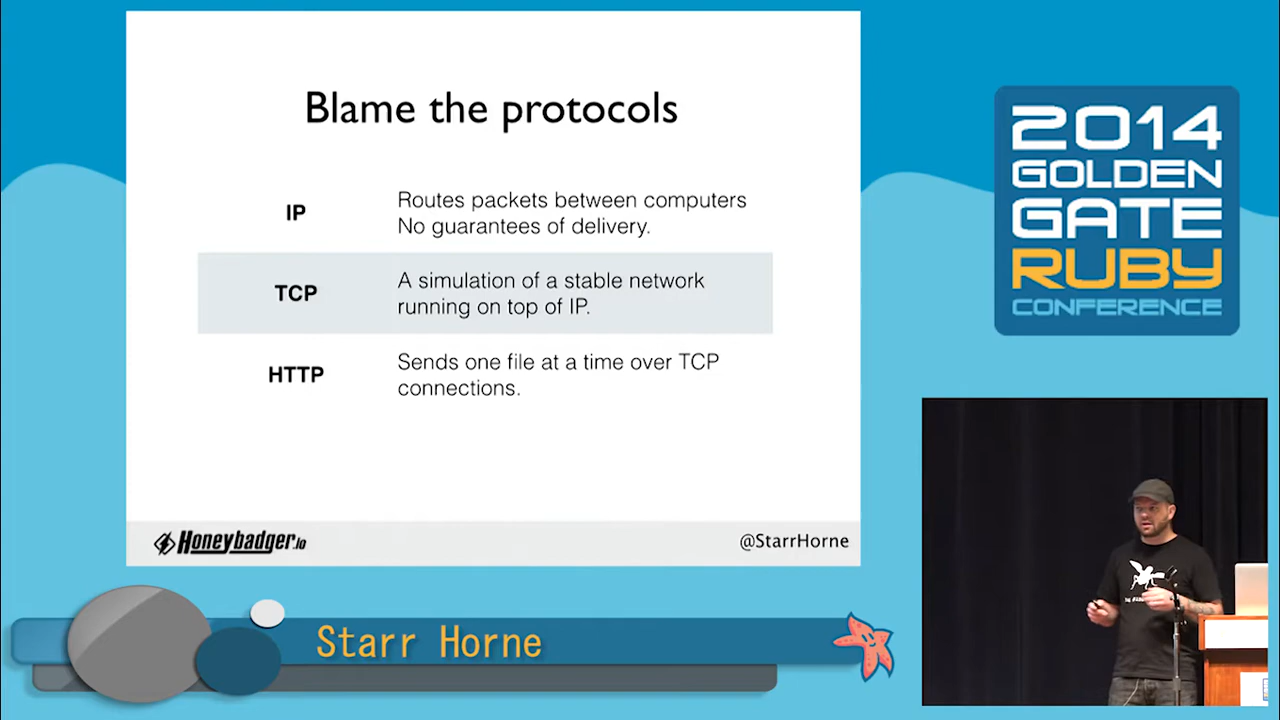 Blame the protocols
IP
Routes packets between computers
No guarantees of delivery.
TCP
A simulation of a stable network
running on top of IP.
HTTP
Sends one file at a time over TCP
connections.
Honeybadger.io
@StarrHorne
2014
GOLDEN
GATE
RUBY
CONFERENCE
Starr Horne